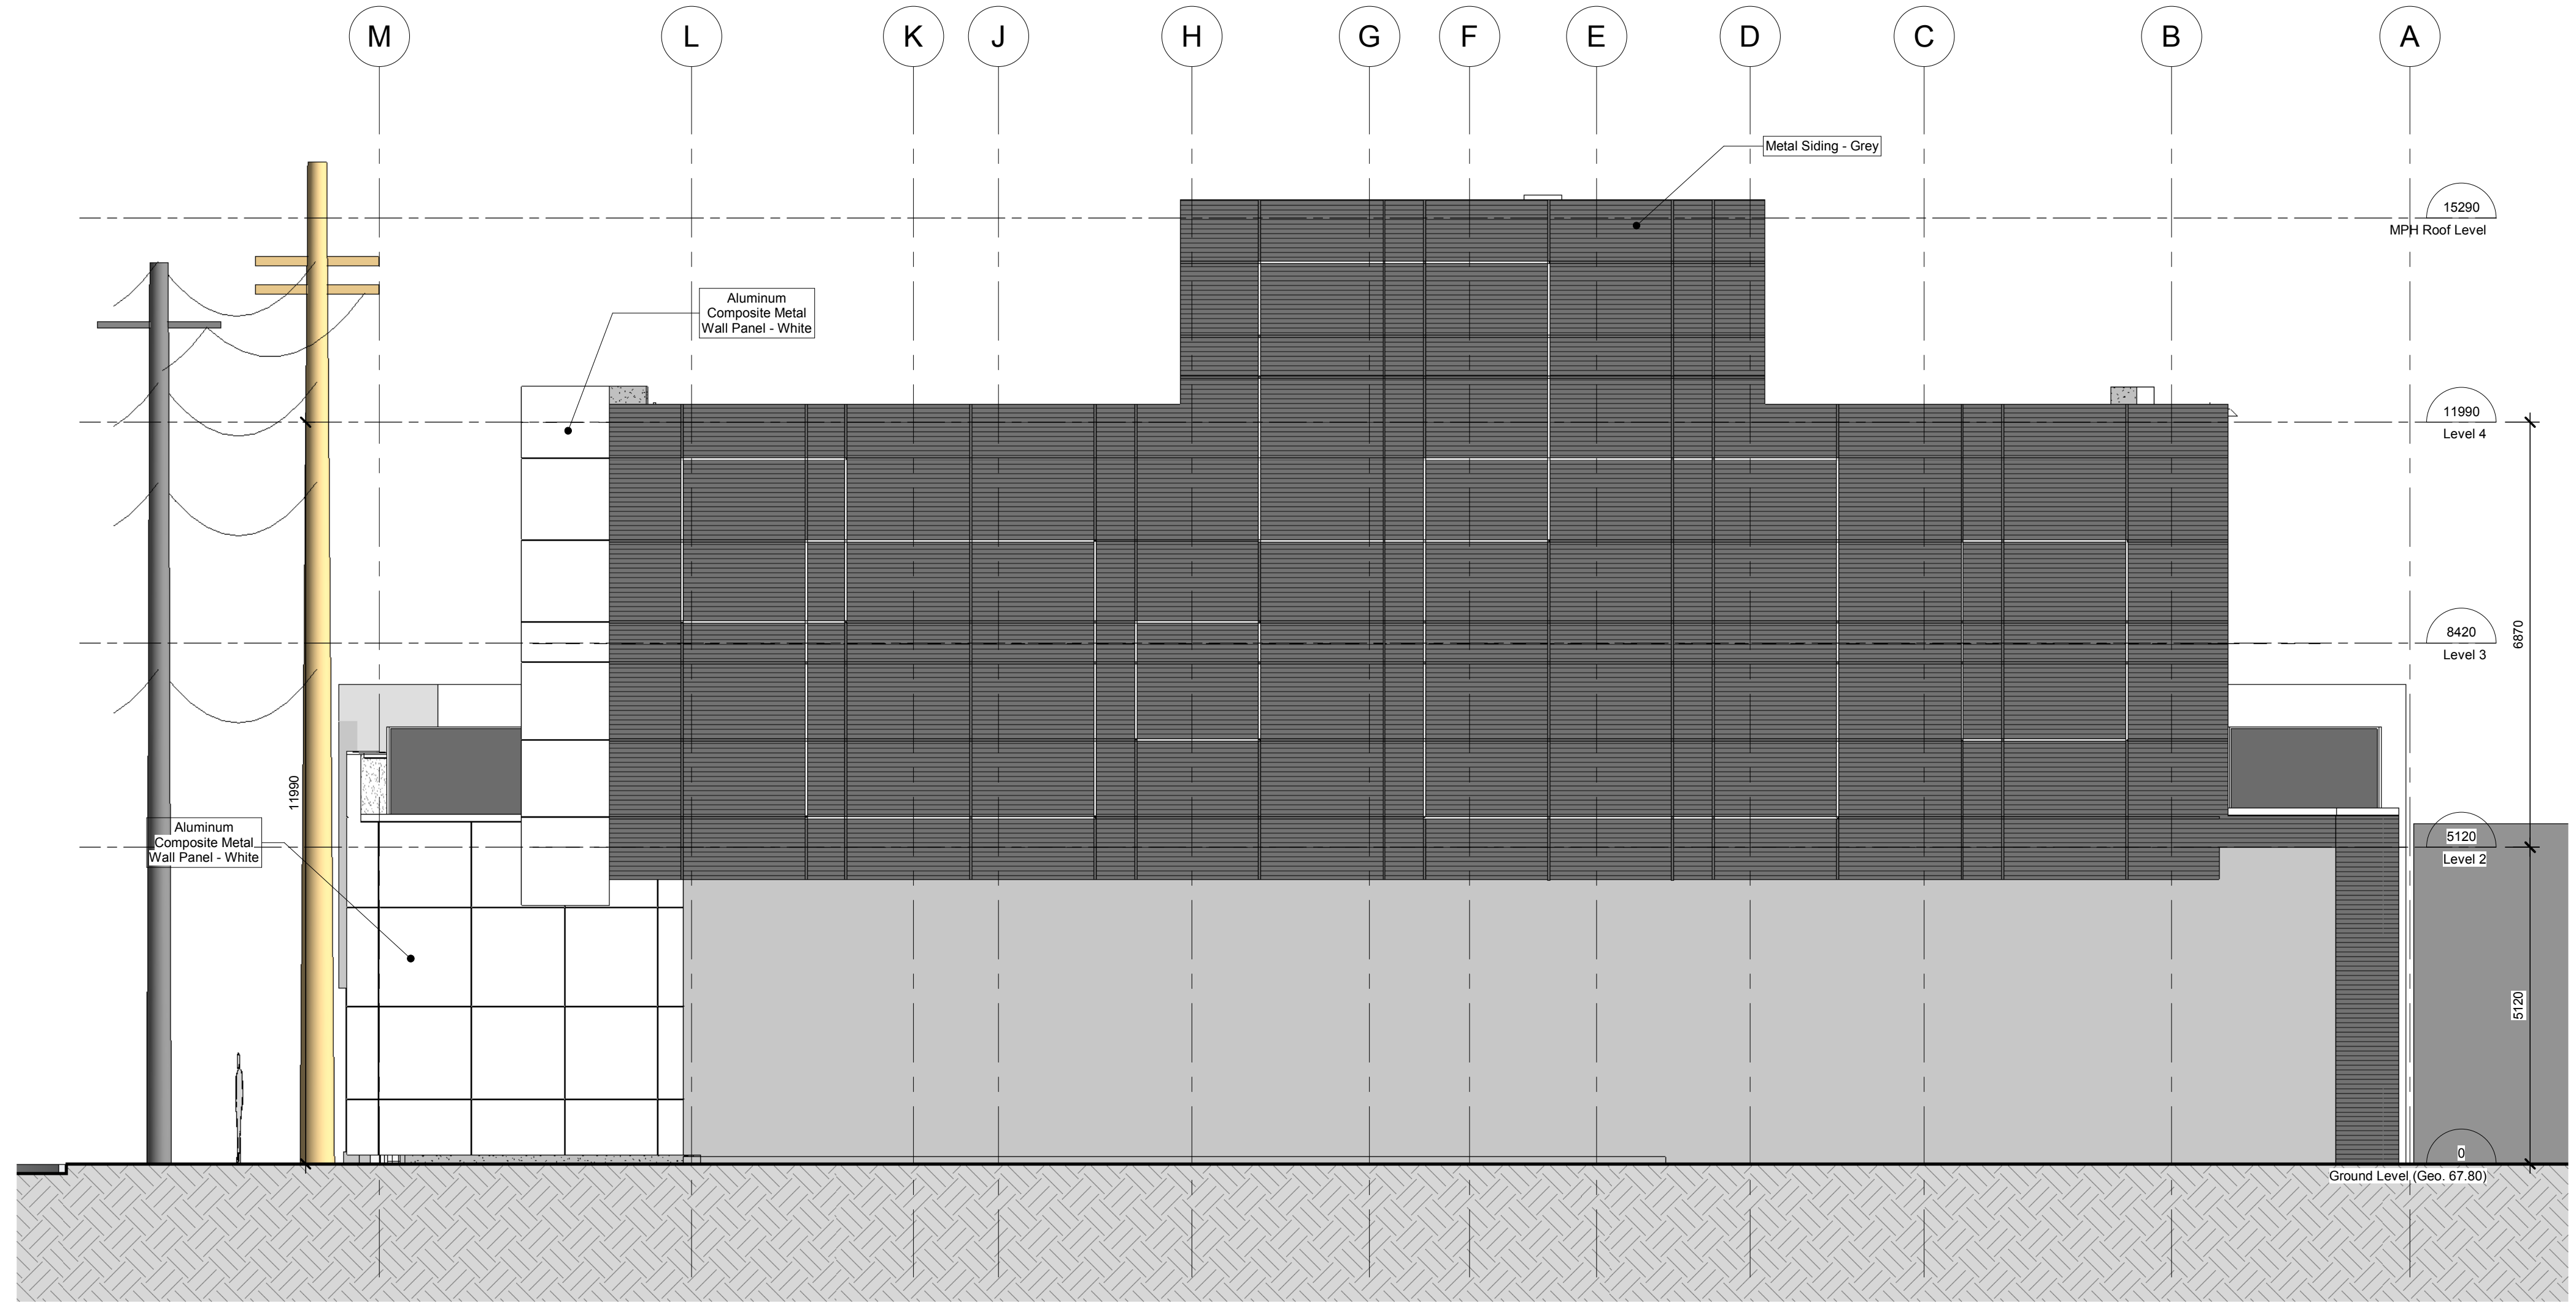 M L K J H G F E D C B A
Metal Siding - Grey
15290
MPH Roof Level
Aluminum
Composite Metal
Wall Panel - White
11990
Level 4
8420
Level 3
6870
11990
Aluminum
Composite Metal
Wall Panel - White
5120
Level 2
5120
0
Ground Level (Geo. 67.80)